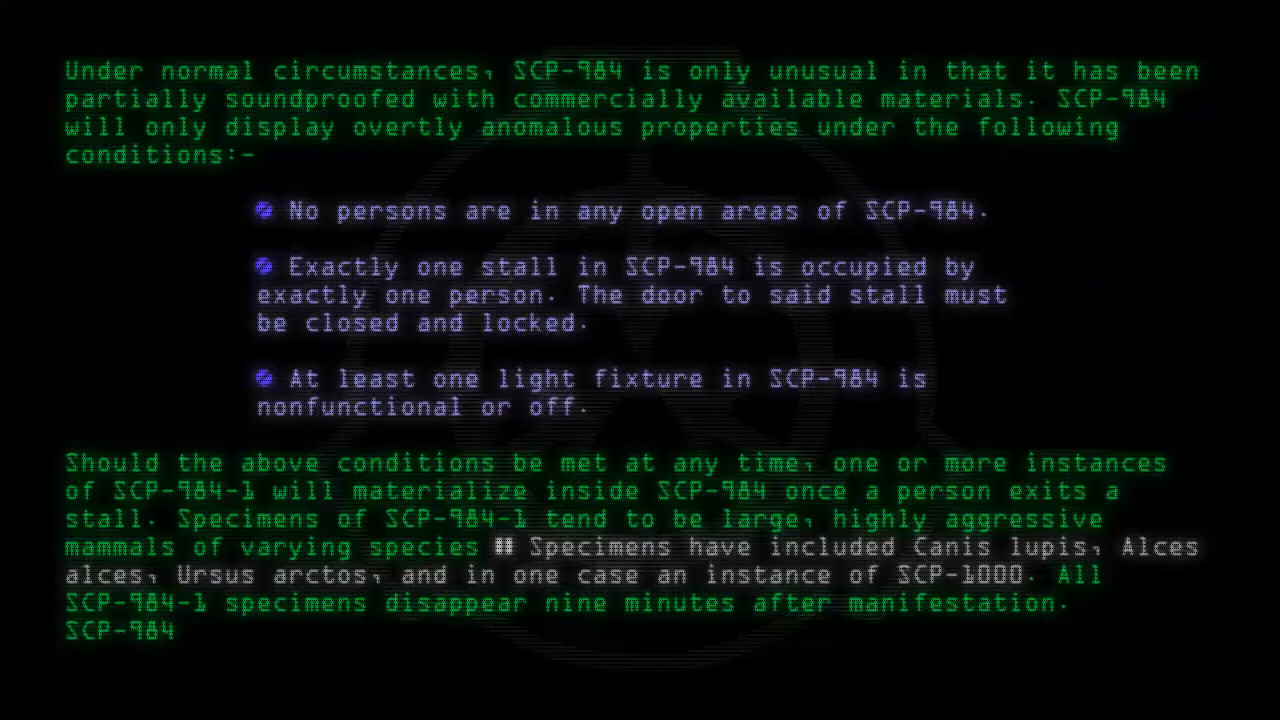 Under normal circumstances, SCP-984 is only unusual in that it has been
partially soundproofed with commercially available materials. SCP-984
will only display overtly anomalous properties under the following
conditions:-
No persons are in any open areas of SCP-984.
Exactly one stall in SCP-984 is occupied by
exactly one person. The door to said stall must
be closed and locked.
At least one light fixture in SCP-984 is
nonfunctional or off.
Should the above conditions be met at any time, one or more instances
of SCP-984-1 will materialize inside SCP-984 once a person exits a
stall. Specimens of SCP-984-1 tend to be large, highly aggressive
mammals of varying species " Specimens have included Canis lupis, Alces
alces, Ursus arctos, and in one case an instance of SCP-1000. All
SCP-984-1 specimens disappear nine minutes after manifestation.
SCP-984